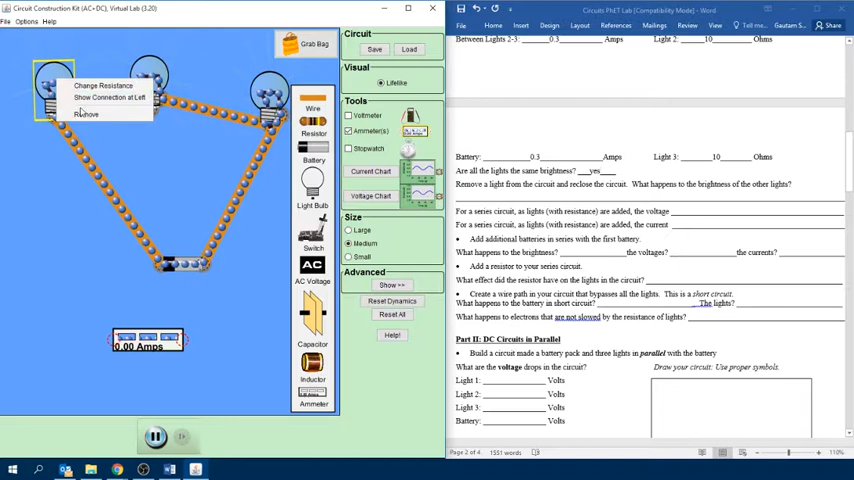 Circuit Construction Kit (AC+DC), Virtual Lab (3.20)
File Options Help
Grab Bag
Change Resistance
Show Connection at Left
Remove
0.00 Amps
Wire
Resistor
Battery
Light Bulb
Switch
AC
AC Voltage
Capacitor
Inductor
Ammeter
Circuit
Save Load
Visual
Lifelike
Tools
Voltmeter
Ammeter(s)
Stopwatch
Current Chart
Voltage Chart
Size
Large
Medium
Small
Advanced
Show >>
Reset Dynamics
Reset All
Help!
Circuits PhET Lab [Compatibility Mode] - Word
File Home Insert Design Layout References Mailings Review View Tell me... Gautam S... Share
Between Lights 2-3: ______0.3__________ Amps Light 2: ____10________ Ohms
Battery: __________0.3______________Amps Light 3: _____10_______ Ohms
Are all the lights the same brightness? ___yes____
Remove a light from the circuit and reclose the circuit. What happens to the brightness of the other lights?
For a series circuit, as lights (with resistance) are added, the voltage
For a series circuit, as lights (with resistance) are added, the current
• Add additional batteries in series with the first battery.
What happens to the brightness? ____________the voltages? ____________the currents?
• Add a resistor to your series circuit.
What effect did the resistor have on the lights in the circuit?
• Create a wire path in your circuit that bypasses all the lights. This is a short circuit.
What happens to the battery in short circuit? ____________The lights?
What happens to electrons that are not slowed by the resistance of lights?
Part II: DC Circuits in Parallel
• Build a circuit made a battery pack and three lights in parallel with the battery
What are the voltage drops in the circuit? Draw your circuit: Use proper symbols.
Light 1: ______________ Volts
Light 2: ______________ Volts
Light 3: ______________ Volts
Battery: ______________ Volts
Page 2 of 4 1551 words 110%